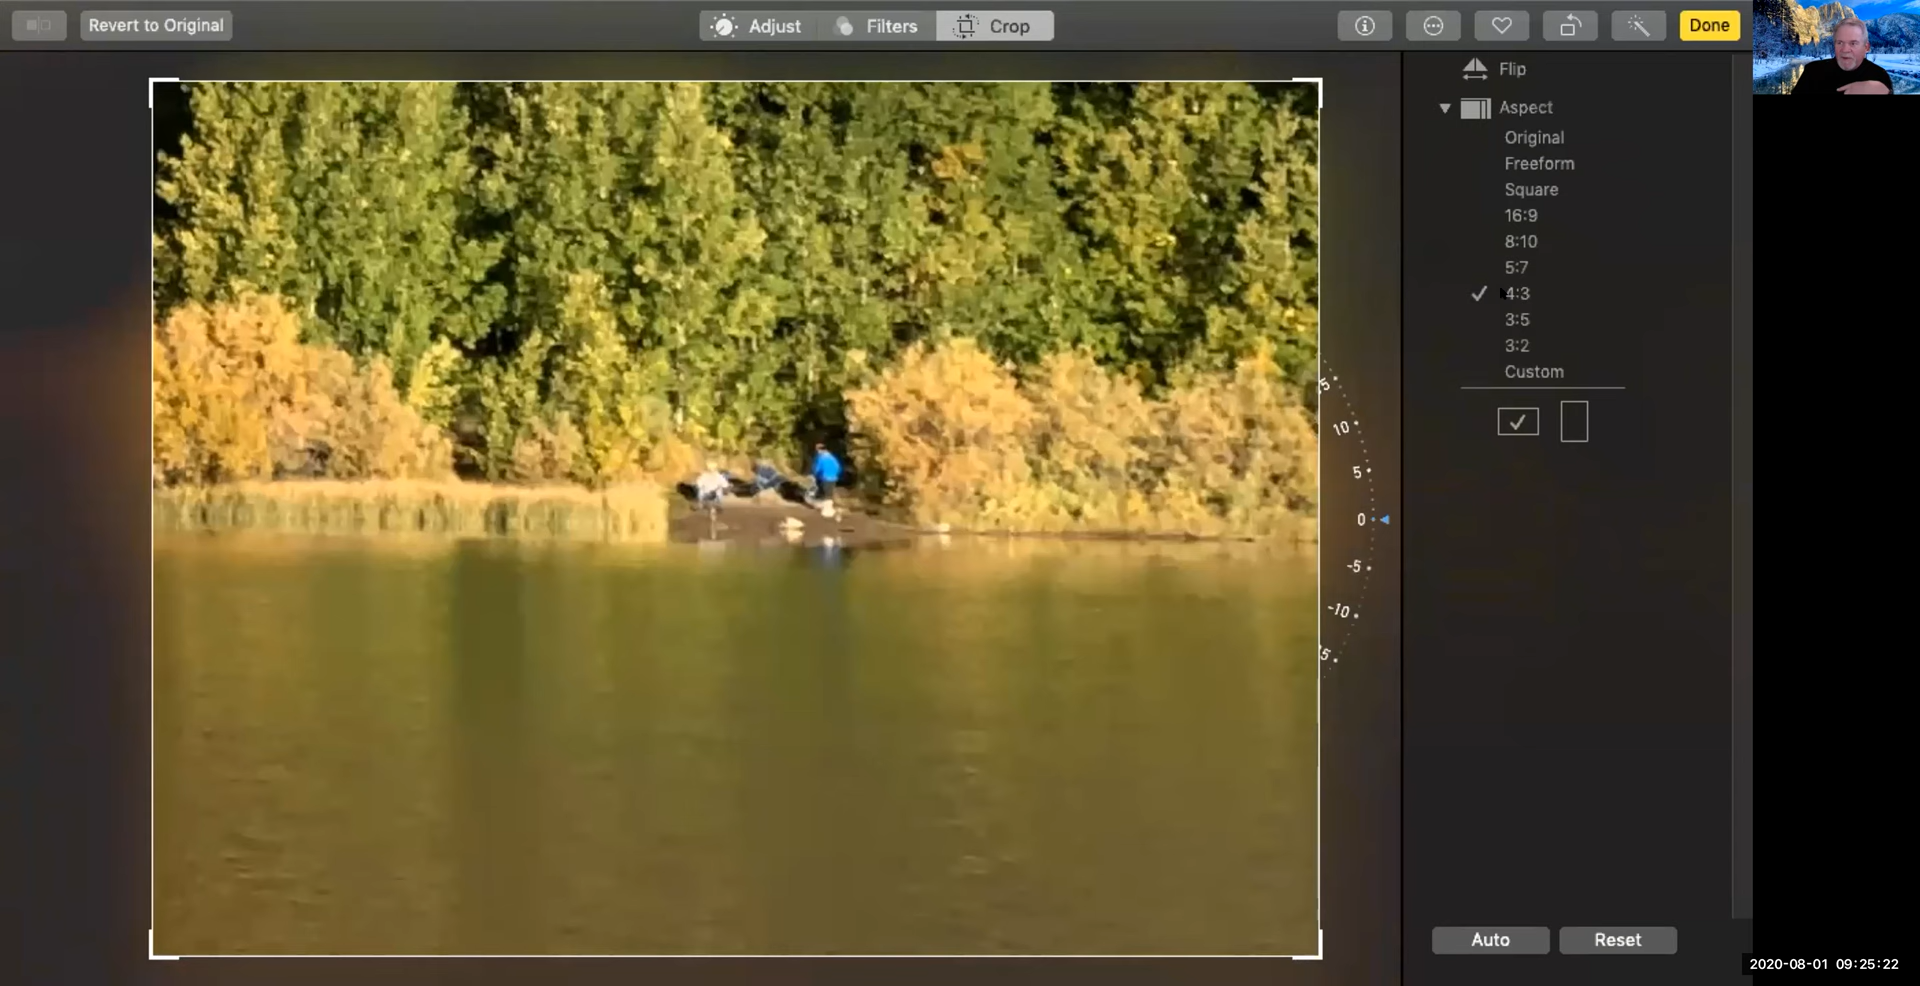 Revert to Original
Adjust
Filters
Crop
Done
Flip
Aspect
Original
Freeform
Square
16:9
8:10
5:7
4:3
3:5
3:2
Custom
10
5
0
-5
-10
Auto
Reset
2020-08-01 09:25:22